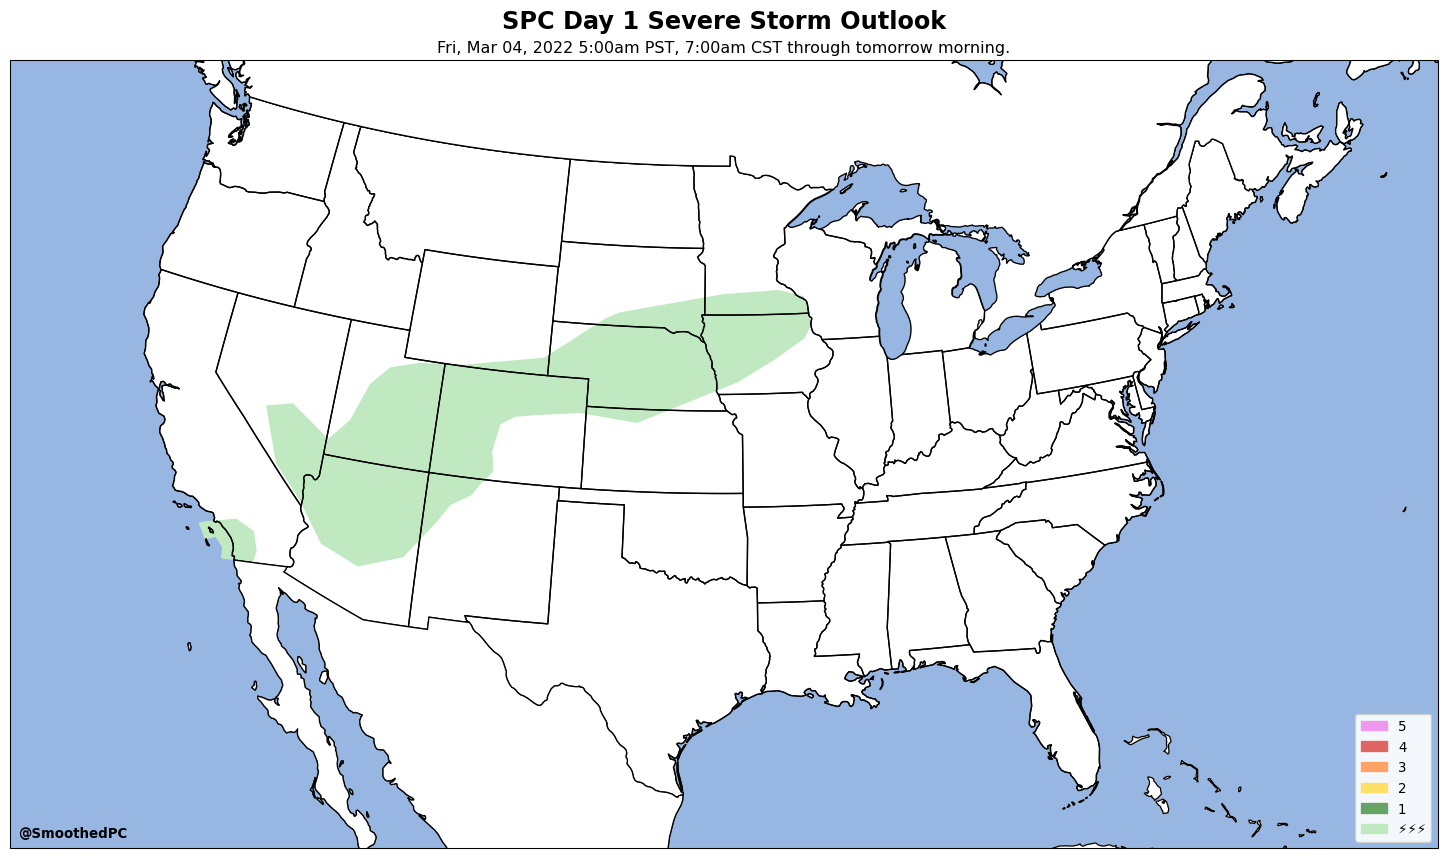 SPC Day 1 Severe Storm Outlook
Fri, Mar 04, 2022 5:00am PST, 7:00am CST through tomorrow morning.
5
4
3
2
1
⚡⚡⚡
@SmoothedPC